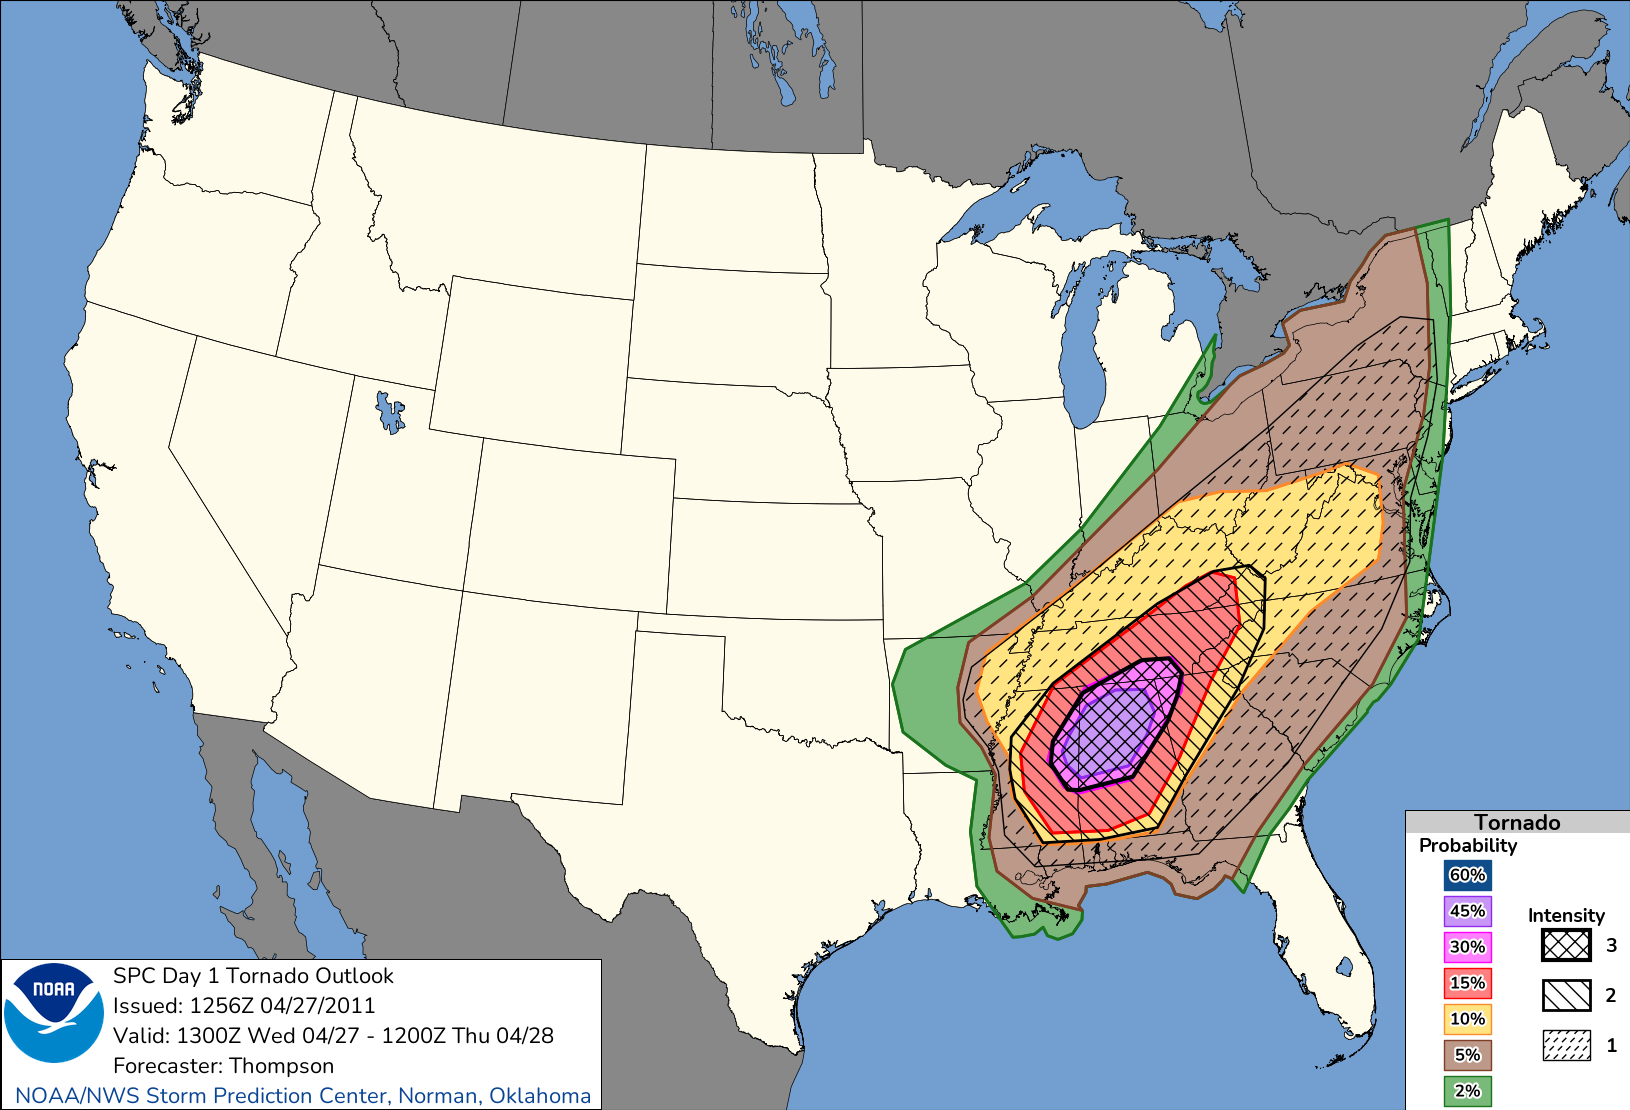 Tornado
Probability
60%
45%
30%
15%
10%
5%
2%
Intensity
3
2
1
NOAA
SPC Day 1 Tornado Outlook
Issued: 1256Z 04/27/2011
Valid: 1300Z Wed 04/27 - 1200Z Thu 04/28
Forecaster: Thompson
NOAA/NWS Storm Prediction Center, Norman, Oklahoma